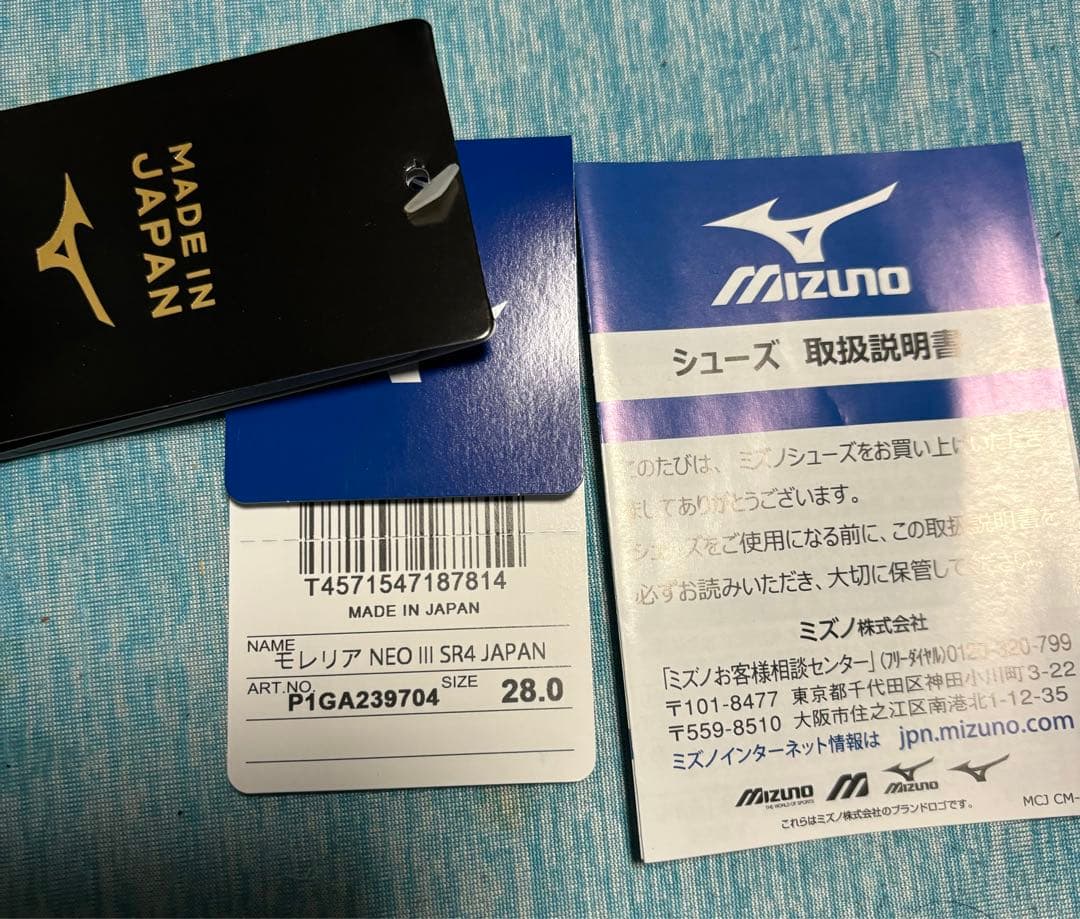 MADE IN
JAPAN
T4571547187814
MADE IN JAPAN
NAME
モレリア NEO III SR4 JAPAN
ART.NO.
P1GA239704
SIZE
28.0
MIZUNO
シューズ 取扱説明書
このたびは、ミズノシューズをお買い上げ
ましてありがとうございます。
シューズをご使用になる前に、この取扱説明書を
必ずお読みいただき、大切に保管して
ミズノ株式会社
「ミズノお客様相談センター」(フリーダイヤル)0120-320-799
〒101-8477 東京都千代田区神田小川町3-22
〒559-8510 大阪市住之江区南港北1-12-35
ミズノインターネット情報は jpn.mizuno.com
MIZUNO
THE WORLD OF SPORTS
M
MIZUNO
これらはミズノ株式会社のブランドロゴです。
MCJ CM-